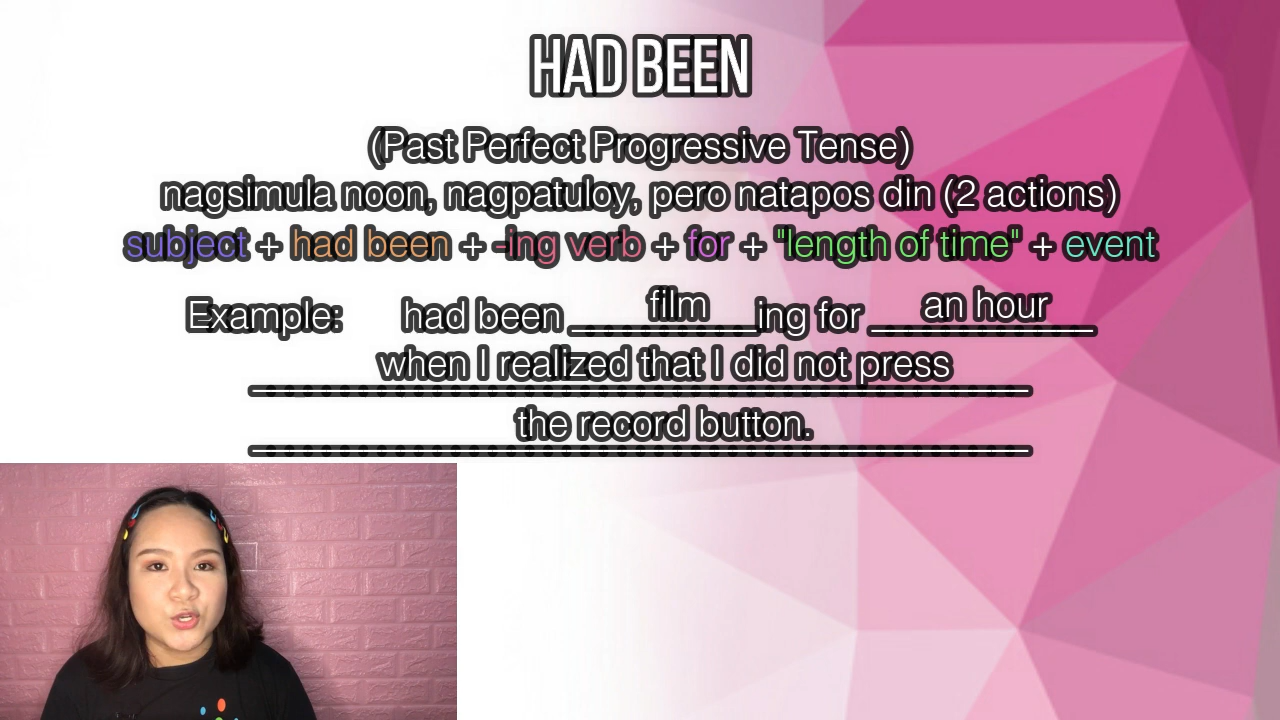 HAD BEEN
(Past Perfect Progressive Tense)
nagsimula noon, nagpatuloy, pero natapos din (2 actions)
subject + had been + -ing verb + for + "length of time" + event
Example: had been film ing for an hour
when I realized that I did not press
the record button.